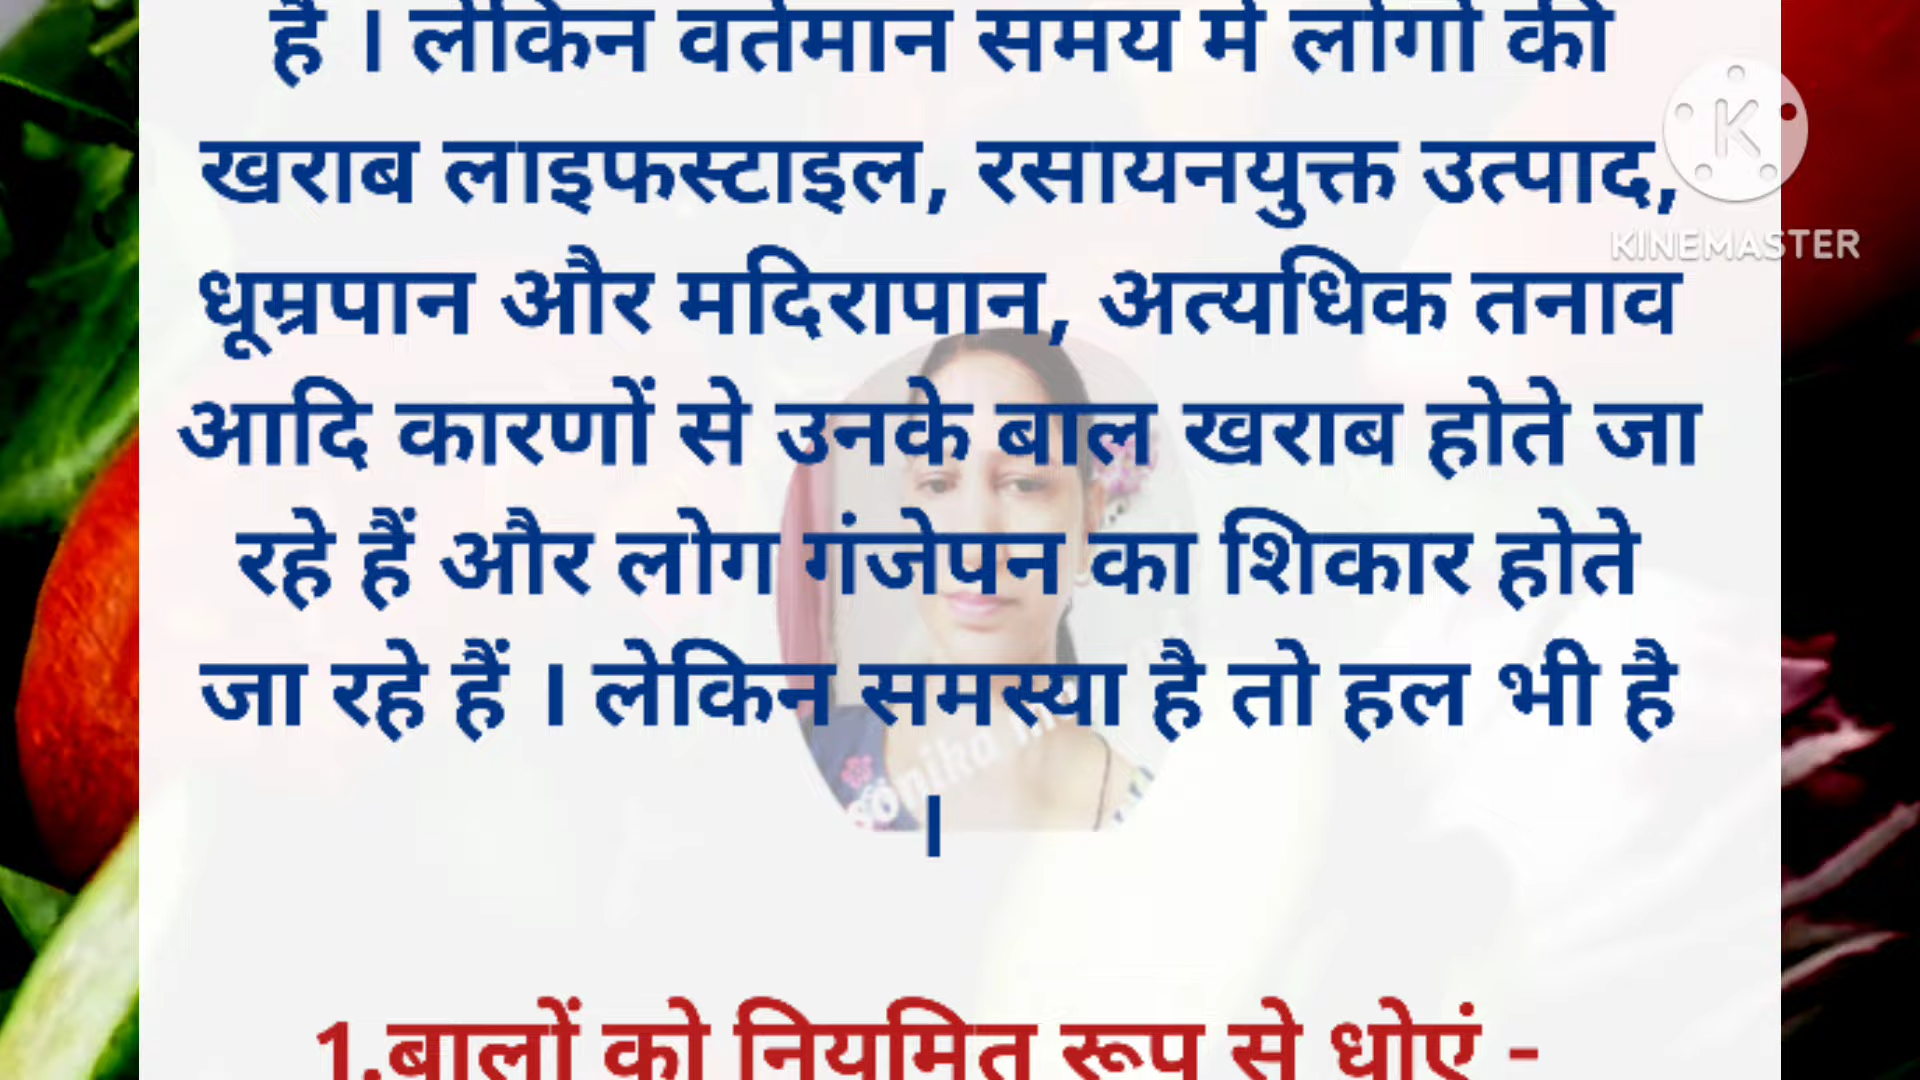 है । लेकिन वर्तमान समय में लोगों की
खराब लाइफस्टाइल, रसायनयुक्त उत्पाद,
धूम्रपान और मदिरापान, अत्यधिक तनाव
आदि कारणों से उनके बाल खराब होते जा
रहे हैं और लोग गंजेपन का शिकार होते
जा रहे हैं । लेकिन समस्या है तो हल भी है
।
1.बालों को नियमित रूप से धोएं -
K
KINEMASTER
sonika